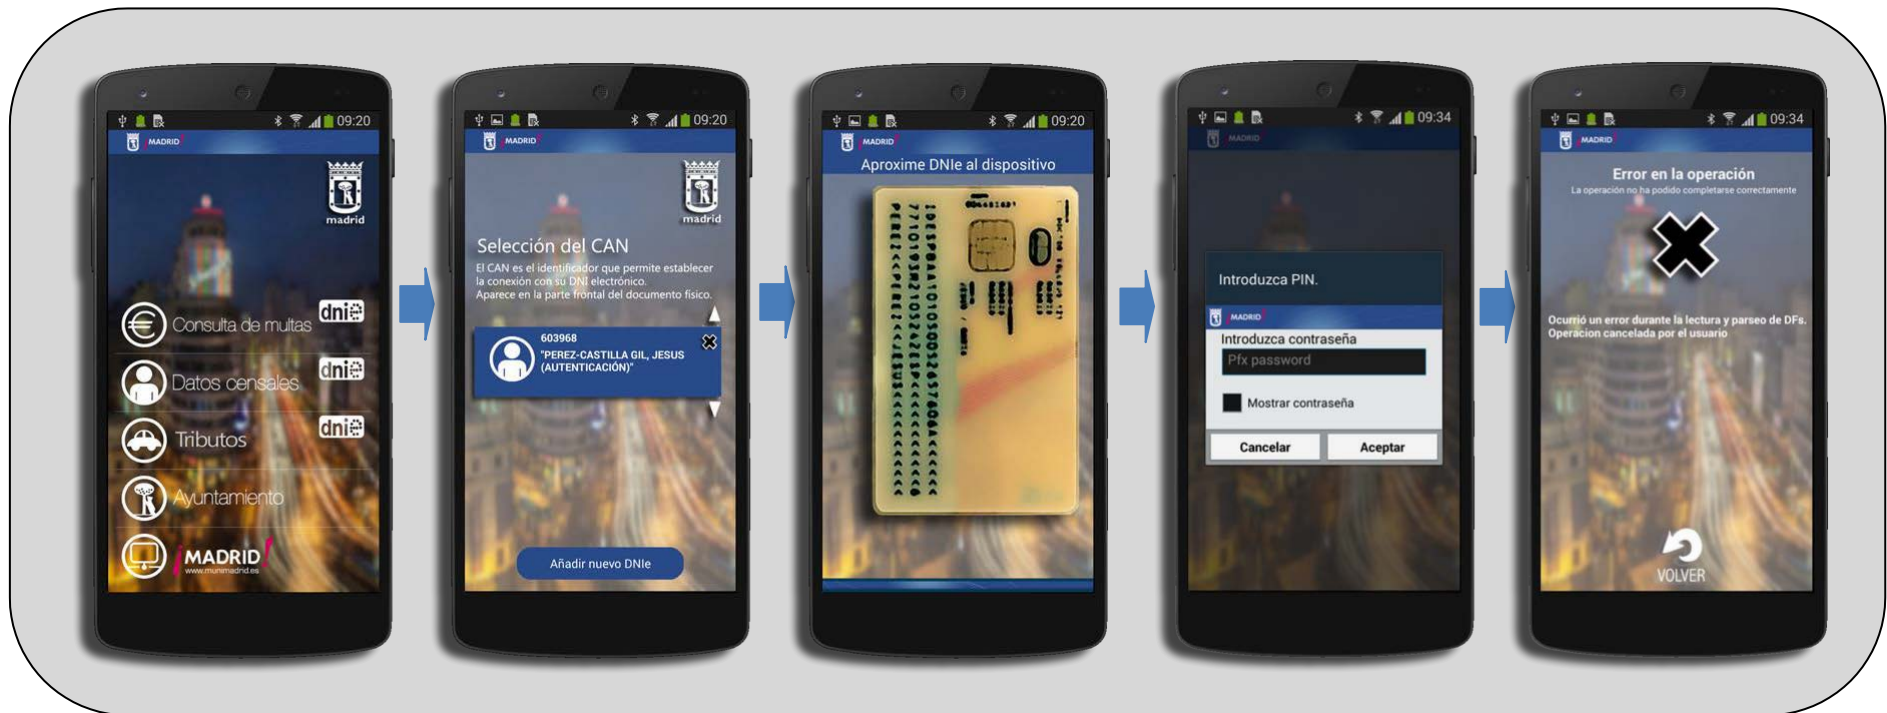 09:20
¡MADRID!
madrid
Consulta de multas
dnie
Datos censales
dnie
Tributos
dnie
Ayuntamiento
¡MADRID!
www.munimadrid.es
09:20
¡MADRID!
madrid
Selección del CAN
El CAN es el identificador que permite establecer
la conexión con su DNI electrónico.
Aparece en la parte frontal del documento físico.
603968
"PEREZ-CASTILLA GIL, JESUS
(AUTENTICACIÓN)"
Añadir nuevo DNIe
09:20
¡MADRID!
Aproxime DNIe al dispositivo
09:34
¡MADRID!
Introduzca PIN.
¡MADRID!
Introduzca contraseña
Pfx password
Mostrar contraseña
Cancelar
Aceptar
09:34
¡MADRID!
Error en la operación
La operación no ha podido completarse correctamente
Ocurrió un error durante la lectura y parseo de DFs.
Operacion cancelada por el usuario
VOLVER